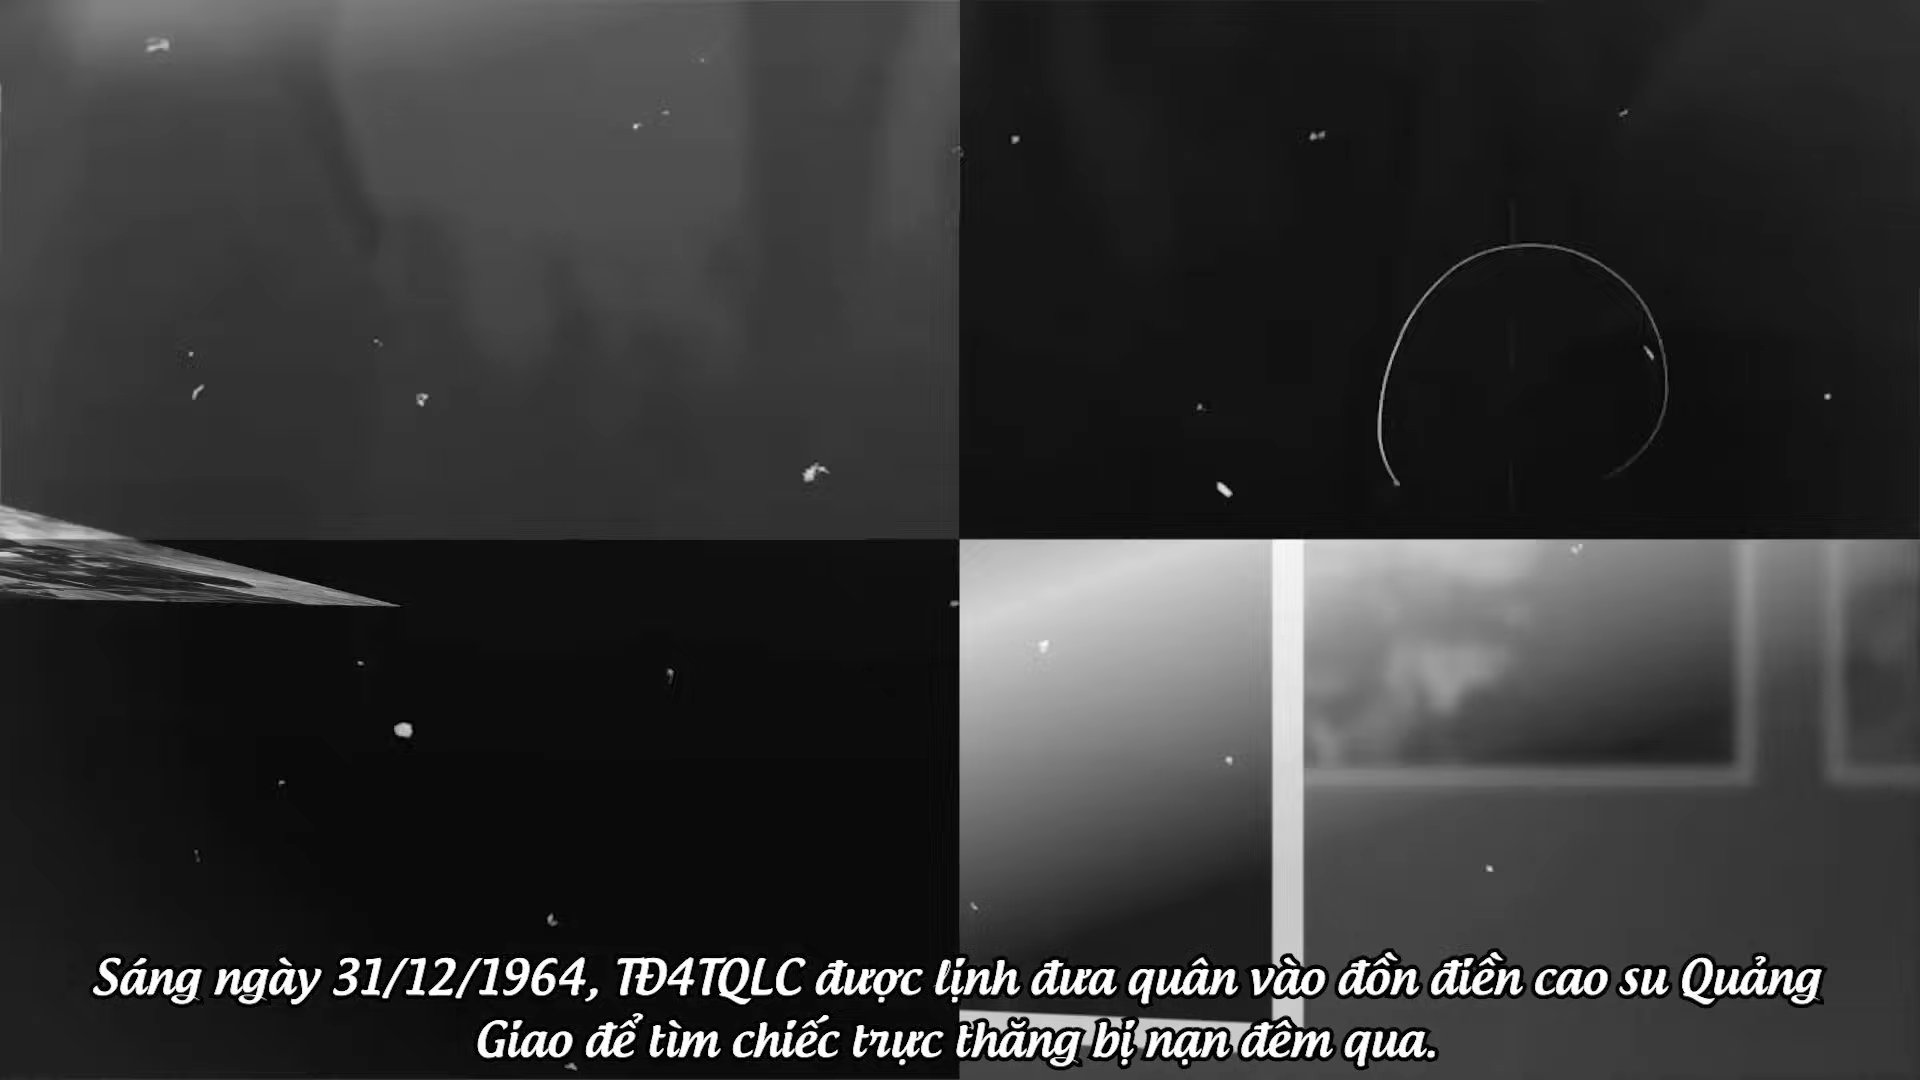 Sáng ngày 31/12/1964, TĐ4TQLC được lịnh đưa quân vào đồn điền cao su Quảng
Giao để tìm chiếc trực thăng bị nạn đêm qua.